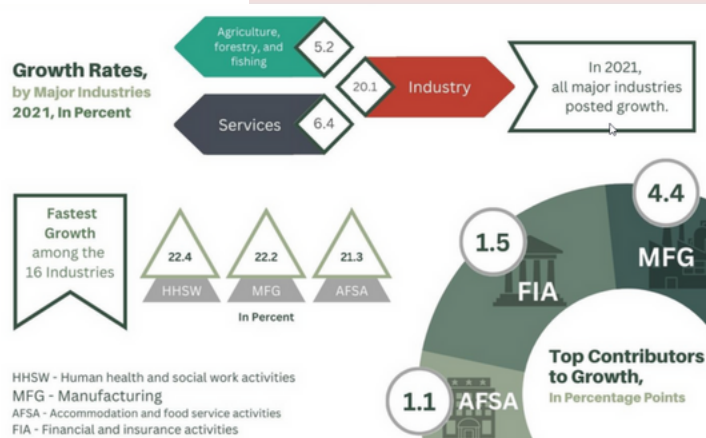 Growth Rates,
by Major Industries
2021, In Percent
Agriculture,
forestry, and
fishing
5.2
20.1
Industry
Services
6.4
In 2021,
all major industries
posted growth.
Fastest
Growth
among the
16 Industries
22.4
22.2
21.3
HHSW
MFG
AFSA
In Percent
HHSW - Human health and social work activities
MFG - Manufacturing
AFSA - Accommodation and food service activities
FIA - Financial and insurance activities
4.4
MFG
1.5
FIA
1.1
AFSA
Top Contributors
to Growth,
In Percentage Points